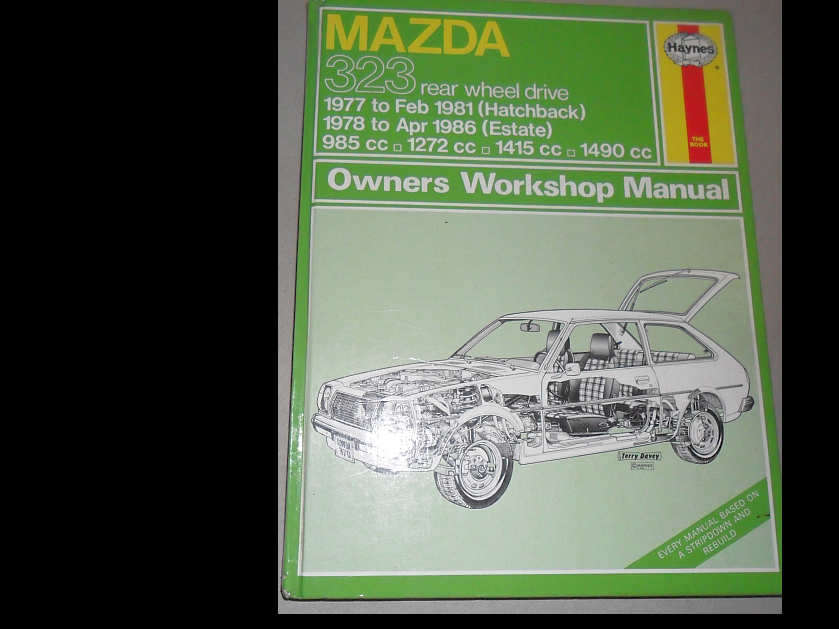 MAZDA
323 rear wheel drive
1977 to Feb 1981 (Hatchback)
1978 to Apr 1986 (Estate)
985 cc □ 1272 cc □ 1415 cc □ 1490 cc
Haynes
THE
BOOK
Owners Workshop Manual
Terry Davey
EVERY MANUAL BASED ON
A STRIPDOWN AND
REBUILD